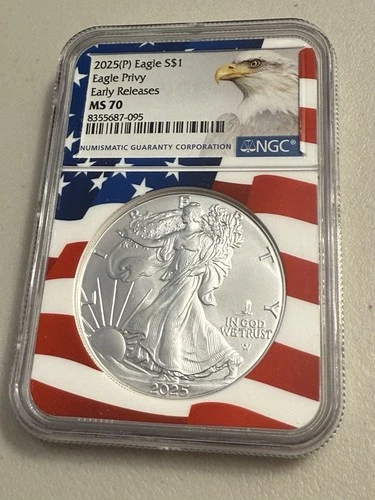 2025(P) Eagle S$1
Eagle Privy
Early Releases
MS 70
8355687-095
NUMISMATIC GUARANTY CORPORATION
NGC®
LIBERTY
IN GOD
WE TRUST
2025